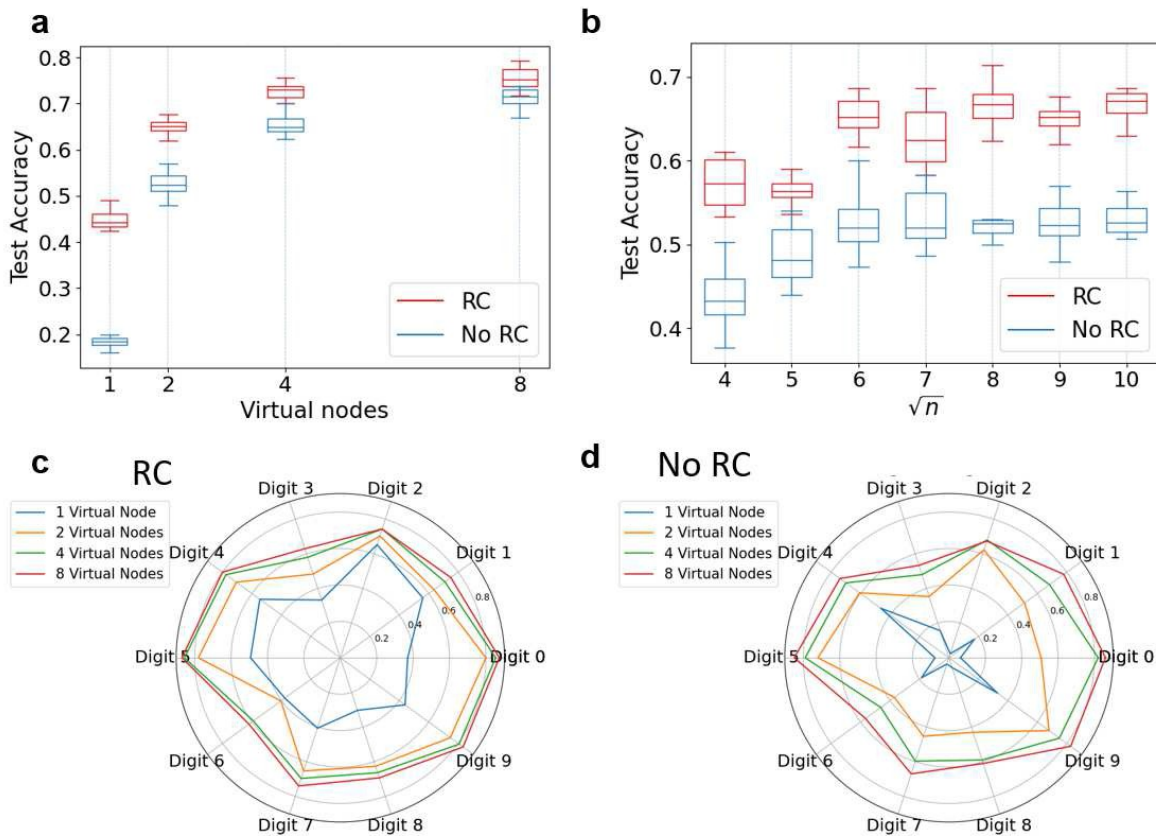 a
0.8
0.7
0.6
0.5
0.4
0.3
0.2
Test Accuracy
RC
No RC
1 2 4 8
Virtual nodes
b
0.7
0.6
0.5
0.4
Test Accuracy
RC
No RC
4 5 6 7 8 9 10
√n
c
RC
1 Virtual Node
2 Virtual Nodes
4 Virtual Nodes
8 Virtual Nodes
Digit 3
Digit 2
Digit 4
Digit 1
0.8
0.6
0.4
0.2
Digit 5
Digit 0
Digit 6
Digit 9
Digit 7
Digit 8
d
No RC
1 Virtual Node
2 Virtual Nodes
4 Virtual Nodes
8 Virtual Nodes
Digit 3
Digit 2
Digit 4
Digit 1
0.8
0.6
0.4
0.2
Digit 5
Digit 0
Digit 6
Digit 9
Digit 7
Digit 8